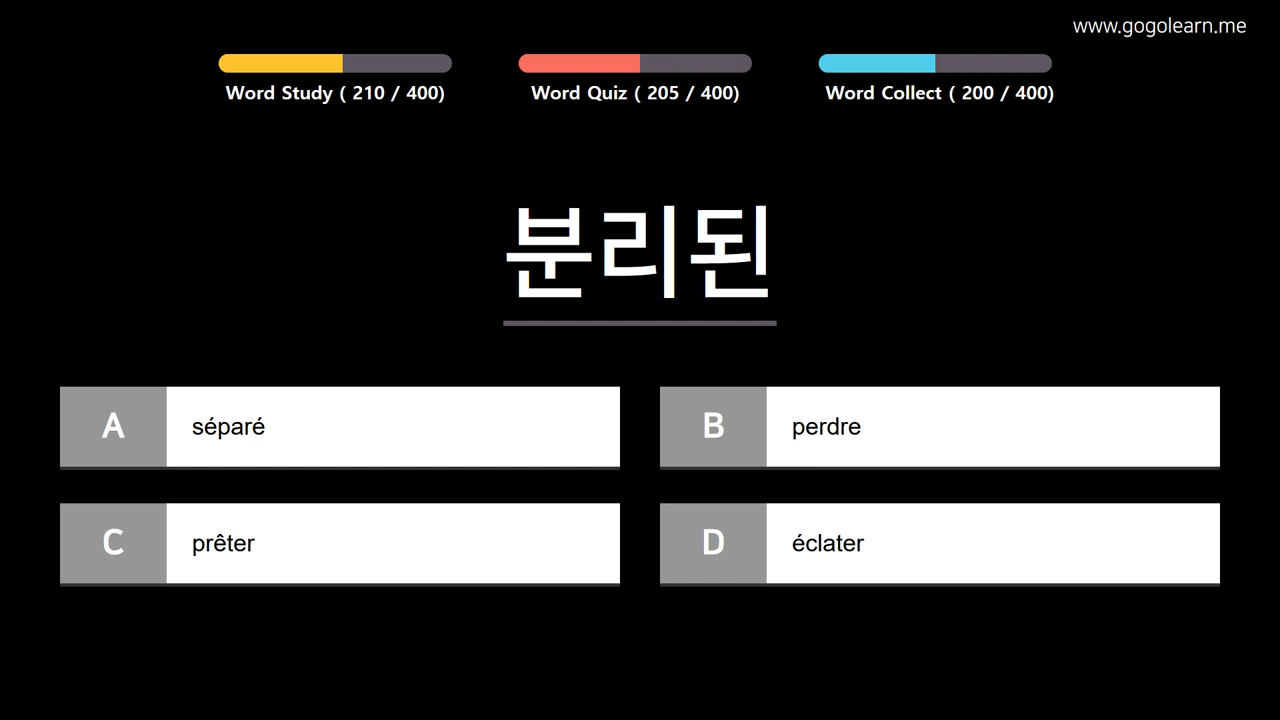 www.gogolearn.me
Word Study ( 210 / 400)
Word Quiz ( 205 / 400)
Word Collect ( 200 / 400)
분리된
A séparé
B perdre
C prêter
D éclater